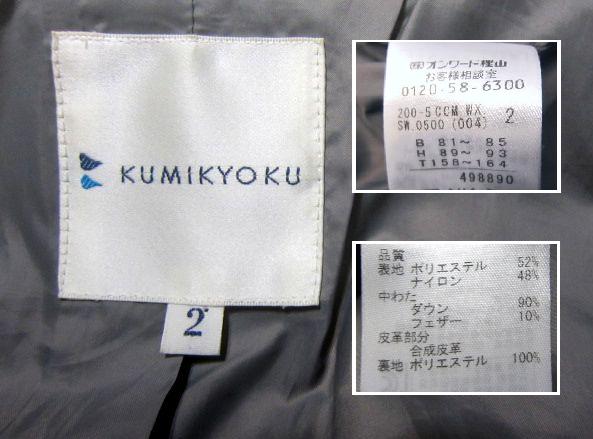 KUMIKYOKU
2
㈱オンワード樫山
お客様相談室
0120-58-6300
200-5 CCM WX 2
SW.0500 (004)
B 81～ 85
H 89～ 93
T158～164
498890
品質
表地 ポリエステル 52%
ナイロン 48%
中わた
ダウン 90%
フェザー 10%
皮革部分
合成皮革
裏地 ポリエステル 100%